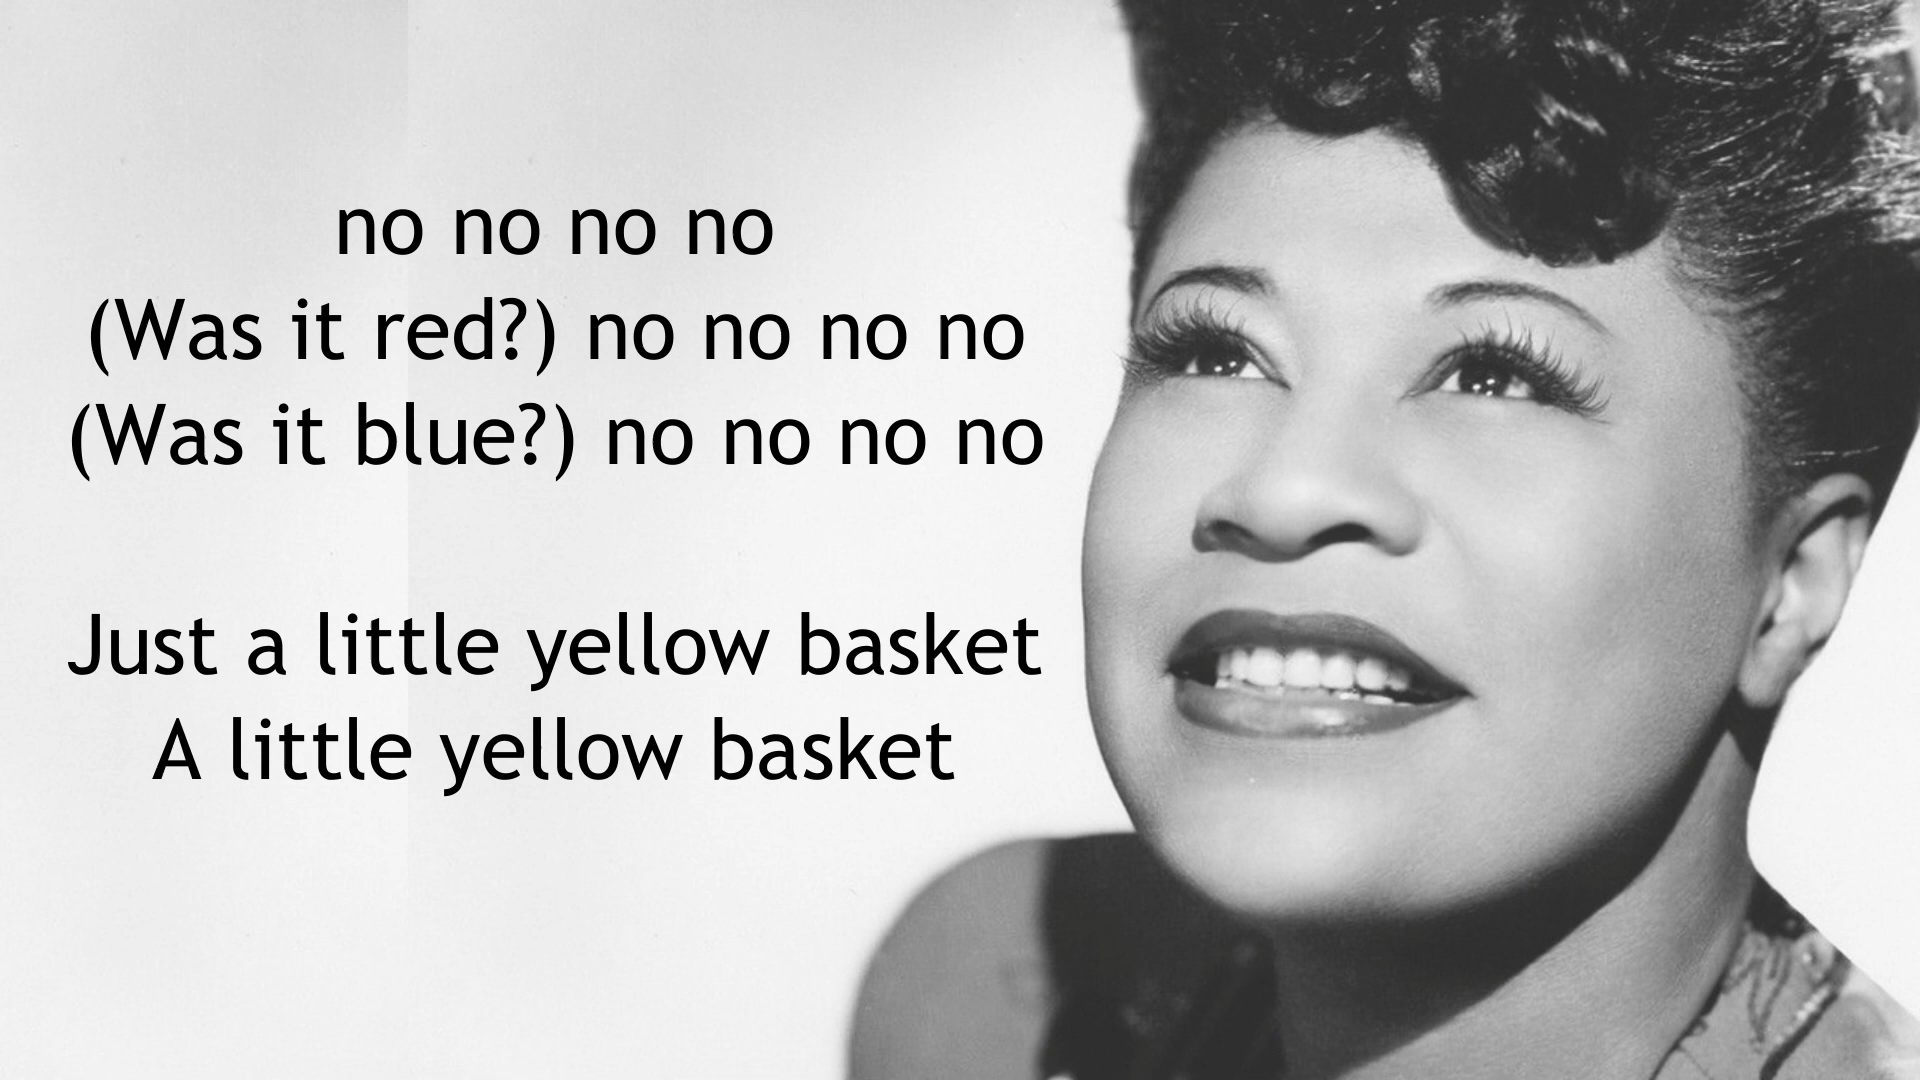 no no no no
(Was it red?) no no no no
(Was it blue?) no no no no
Just a little yellow basket
A little yellow basket